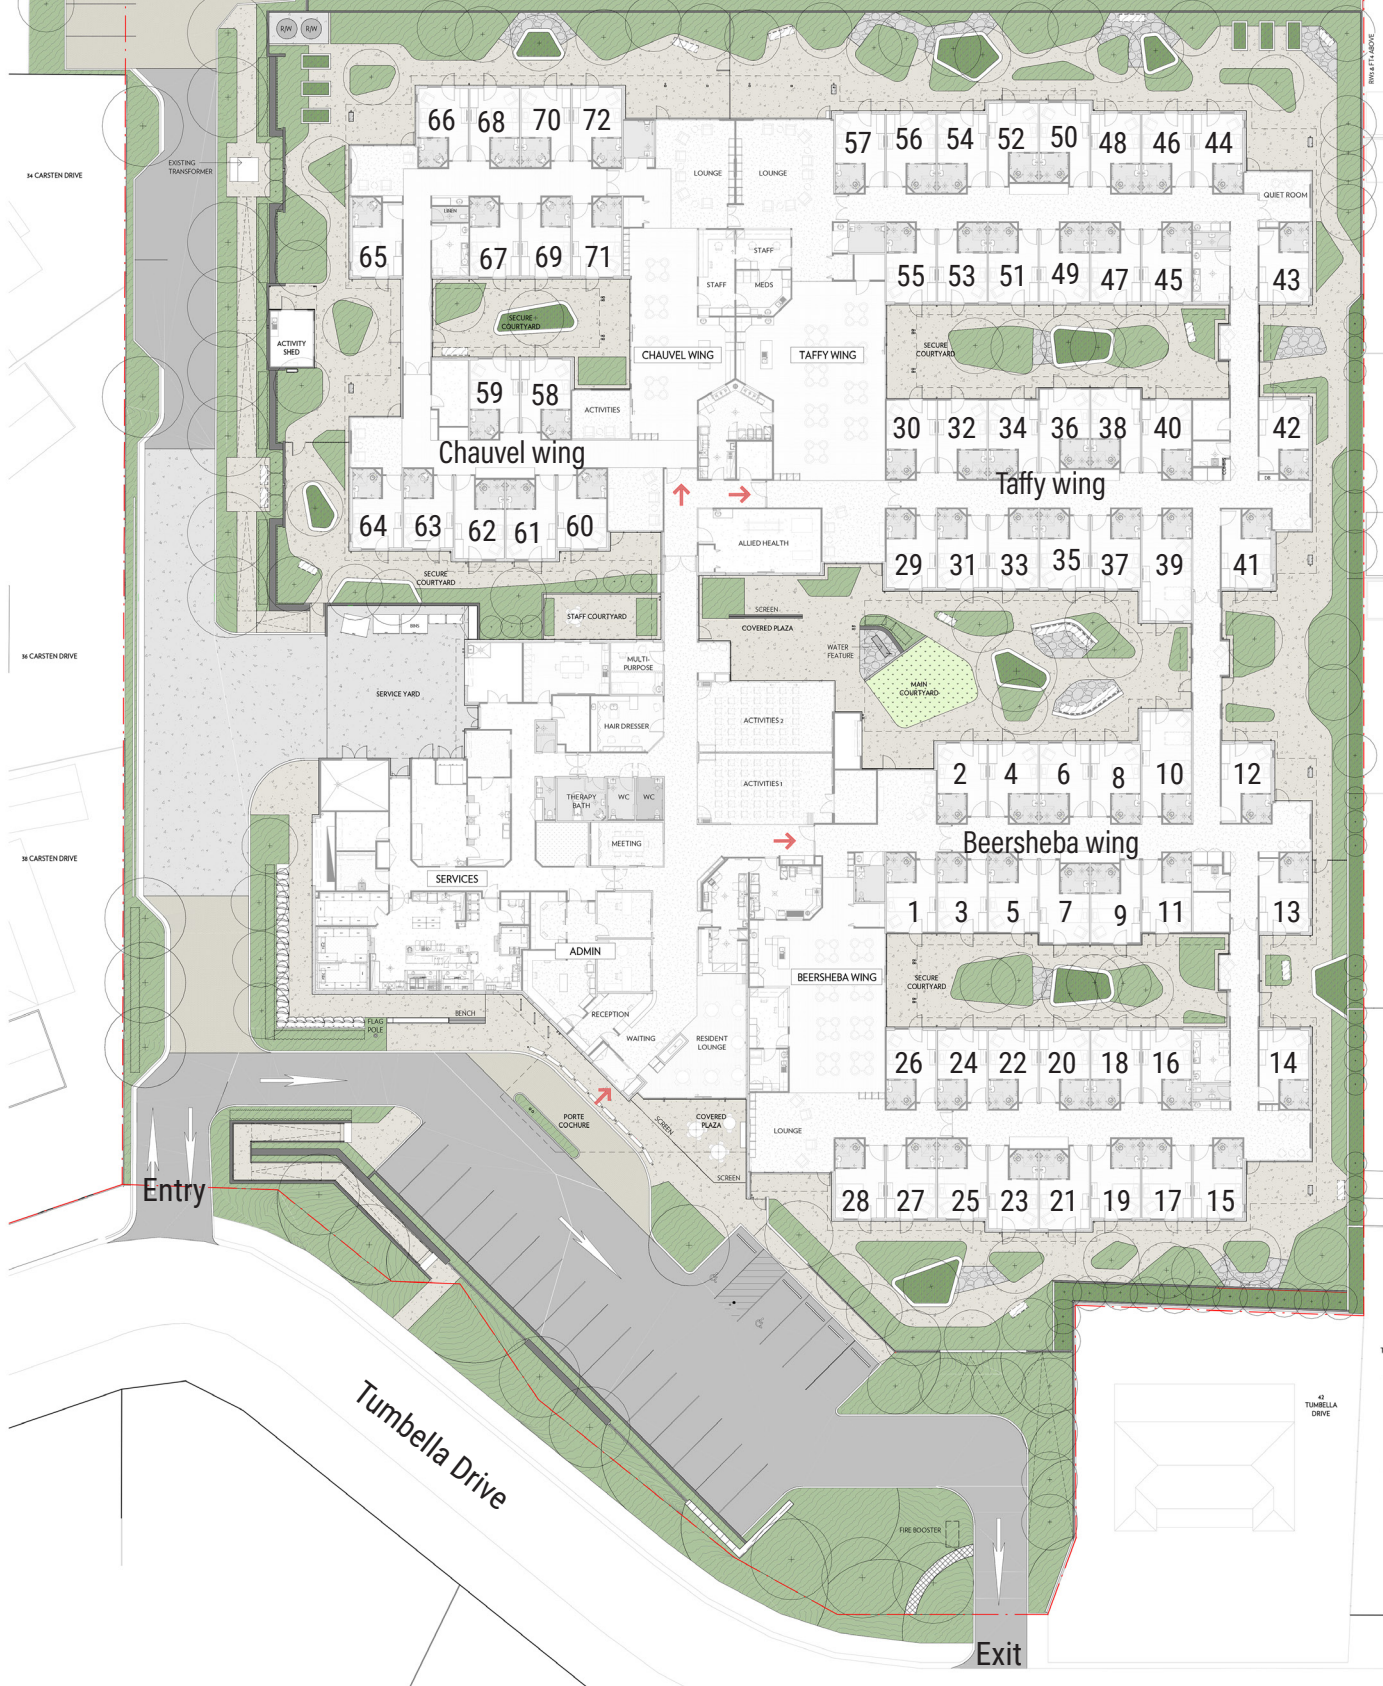 R/W R/W
RWs & FT4 ABOVE
66 68 70 72
57 56 54 52 50 48 46 44
34 CARSTEN DRIVE
EXISTING
TRANSFORMER
LOUNGE
LOUNGE
QUIET ROOM
LINEN
65 67 69 71
STAFF
STAFF
MEDS
55 53 51 49 47 45 43
SECURE
COURTYARD
ACTIVITY
SHED
CHAUVEL WING
TAFFY WING
SECURE
COURTYARD
59 58
ACTIVITIES
30 32 34 36 38 40 42
Chauvel wing
Taffy wing
DB
64 63 62 61 60
ALLIED HEALTH
29 31 33 35 37 39 41
SECURE
COURTYARD
STAFF COURTYARD
SCREEN
COVERED PLAZA
BINS
36 CARSTEN DRIVE
MULTI-
PURPOSE
WATER
FEATURE
SERVICE YARD
MAIN
COURTYARD
HAIR DRESSER
ACTIVITIES 2
2 4 6 8 10 12
ACTIVITIES 1
THERAPY
BATH
WC WC
Beersheba wing
MEETING
38 CARSTEN DRIVE
SERVICES
1 3 5 7 9 11 13
ADMIN
BEERSHEBA WING
SECURE
COURTYARD
BENCH
FLAG
POLE
RECEPTION
WAITING
RESIDENT
LOUNGE
26 24 22 20 18 16 14
PORTE
COCHURE
SCREEN
COVERED
PLAZA
LOUNGE
SCREEN
Entry
28 27 25 23 21 19 17 15
Tumbella Drive
42
TUMBELLA
DRIVE
FIRE BOOSTER
Exit